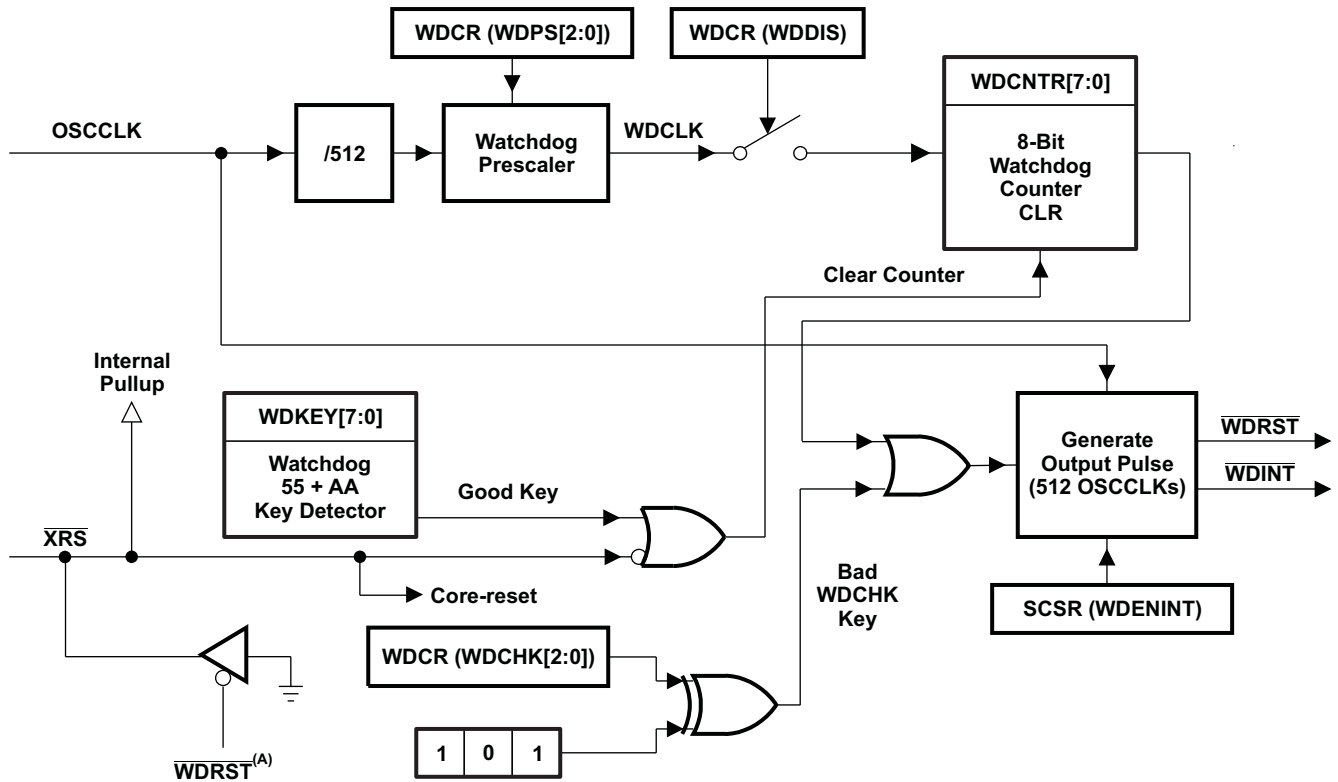 WDCR (WDPS[2:0])
WDCR (WDDIS)
WDCNTR[7:0]
OSCCLK
/512
Watchdog
Prescaler
WDCLK
8-Bit
Watchdog
Counter
CLR
Clear Counter
Internal
Pullup
WDKEY[7:0]
Watchdog
55 + AA
Key Detector
Good Key
Generate
Output Pulse
(512 OSCCLKs)
WDRST
WDINT
XRS
Core-reset
Bad
WDCHK
Key
SCSR (WDENINT)
WDCR (WDCHK[2:0])
1 0 1
WDRST(A)